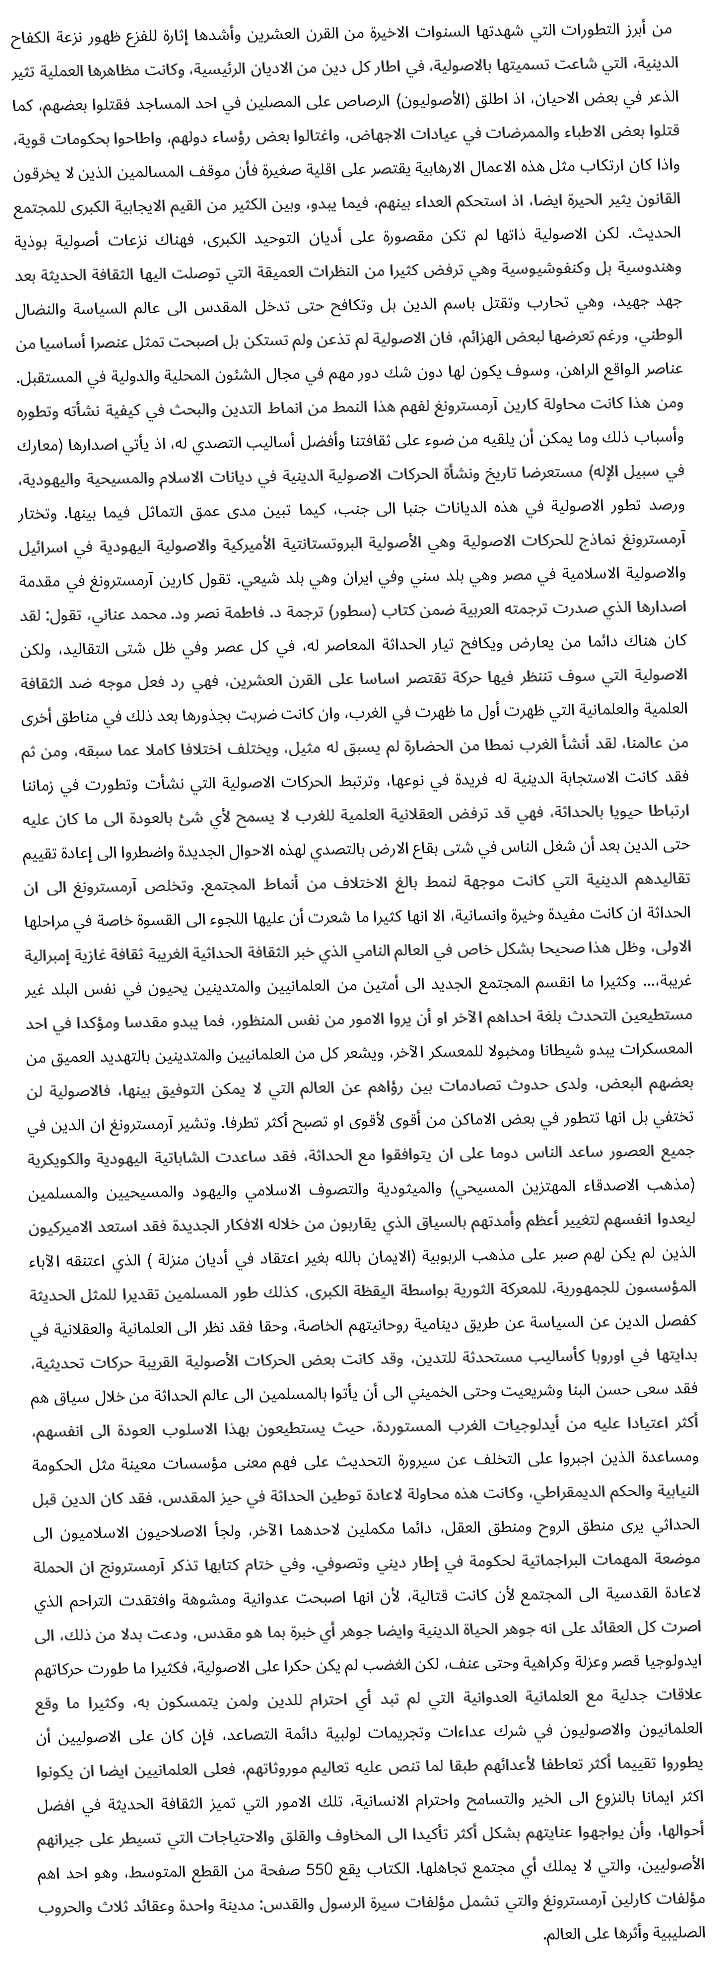 من أبرز التطورات التي شهدتها السنوات الاخيرة من القرن العشرين وأشدها إثارة للفزع ظهور نزعة الكفاح
الدينية، التي شاعت تسميتها بالاصولية، في اطار كل دين من الاديان الرئيسية، وكانت مظاهرها العملية تثير
الذعر في بعض الاحيان، اذ اطلق (الأصوليون) الرصاص على المصلين في احد المساجد فقتلوا بعضهم، كما
قتلوا بعض الاطباء والممرضات في عيادات الاجهاض، واغتالوا بعض رؤساء دولهم، واطاحوا بحكومات قوية،
واذا كان ارتكاب مثل هذه الاعمال الارهابية يقتصر على اقلية صغيرة فأن موقف المسالمين الذين لا يخرقون
القانون يثير الحيرة ايضا، اذ استحكم العداء بينهم، فيما يبدو، وبين الكثير من القيم الايجابية الكبرى للمجتمع
الحديث. لكن الاصولية ذاتها لم تكن مقصورة على أديان التوحيد الكبرى، فهناك نزعات أصولية بوذية
وهندوسية بل وكنفوشيوسية وهي ترفض كثيرا من النظرات العميقة التي توصلت اليها الثقافة الحديثة بعد
جهد جهيد، وهي تحارب وتقتل باسم الدين بل وتكافح حتى تدخل المقدس الى عالم السياسة والنضال
الوطني، ورغم تعرضها لبعض الهزائم، فان الاصولية لم تذعن ولم تستكن بل اصبحت تمثل عنصرا أساسيا من
عناصر الواقع الراهن، وسوف يكون لها دون شك دور مهم في مجال الشئون المحلية والدولية في المستقبل.
ومن هذا كانت محاولة كارين آرمسترونغ لفهم هذا النمط من انماط التدين والبحث في كيفية نشأته وتطوره
وأسباب ذلك وما يمكن أن يلقيه من ضوء على ثقافتنا وأفضل أساليب التصدي له، اذ يأتي اصدارها (معارك
في سبيل الإله) مستعرضا تاريخ ونشأة الحركات الاصولية الدينية في ديانات الاسلام والمسيحية واليهودية،
ورصد تطور الاصولية في هذه الديانات جنبا الى جنب، كيما تبين مدى عمق التماثل فيما بينها. وتختار
آرمسترونغ نماذج للحركات الاصولية وهي الأصولية البروتستانتية الأميركية والاصولية اليهودية في اسرائيل
والاصولية الاسلامية في مصر وهي بلد سني وفي ايران وهي بلد شيعي. تقول كارين آرمسترونغ في مقدمة
اصدارها الذي صدرت ترجمته العربية ضمن كتاب (سطور) ترجمة د. فاطمة نصر ود. محمد عناني، تقول: لقد
كان هناك دائما من يعارض ويكافح تيار الحداثة المعاصر له، في كل عصر وفي ظل شتى التقاليد، ولكن
الاصولية التي سوف تننظر فيها حركة تقتصر اساسا على القرن العشرين، فهي رد فعل موجه ضد الثقافة
العلمية والعلمانية التي ظهرت أول ما ظهرت في الغرب، وان كانت ضربت بجذورها بعد ذلك في مناطق أخرى
من عالمنا، لقد أنشأ الغرب نمطا من الحضارة لم يسبق له مثيل، ويختلف اختلافا كاملا عما سبقه، ومن ثم
فقد كانت الاستجابة الدينية له فريدة في نوعها، وترتبط الحركات الاصولية التي نشأت وتطورت في زماننا
ارتباطا حيويا بالحداثة، فهي قد ترفض العقلانية العلمية للغرب لا يسمح لأي شئ بالعودة الى ما كان عليه
حتى الدين بعد أن شغل الناس في شتى بقاع الارض بالتصدي لهذه الاحوال الجديدة واضطروا الى إعادة تقييم
تقاليدهم الدينية التي كانت موجهة لنمط بالغ الاختلاف من أنماط المجتمع. وتخلص آرمسترونغ الى ان
الحداثة ان كانت مفيدة وخيرة وانسانية، الا انها كثيرا ما شعرت أن عليها اللجوء الى القسوة خاصة في مراحلها
الاولى، وظل هذا صحيحا بشكل خاص في العالم النامي الذي خبر الثقافة الحداثية الغريبة ثقافة غازية إمبرالية
غريبة،... وكثيرا ما انقسم المجتمع الجديد الى أمتين من العلمانيين والمتدينين يحيون في نفس البلد غير
مستطيعين التحدث بلغة احداهم الآخر او أن يروا الامور من نفس المنظور، فما يبدو مقدسا ومؤكدا في احد
المعسكرات يبدو شيطانا ومخبولا للمعسكر الآخر، ويشعر كل من العلمانيين والمتدينين بالتهديد العميق من
بعضهم البعض، ولدى حدوث تصادمات بين رؤاهم عن العالم التي لا يمكن التوفيق بينها، فالاصولية لن
تختفي بل انها تتطور في بعض الاماكن من أقوى لأقوى او تصبح أكثر تطرفا. وتشير آرمسترونغ ان الدين في
جميع العصور ساعد الناس دوما على ان يتوافقوا مع الحداثة، فقد ساعدت الشاباتية اليهودية والكويكرية
(مذهب الاصدقاء المهتزين المسيحي) والميثودية والتصوف الاسلامي واليهود والمسيحيين والمسلمين
ليعدوا انفسهم لتغيير أعظم وأمدتهم بالسياق الذي يقاربون من خلاله الافكار الجديدة فقد استعد الاميركيون
الذين لم يكن لهم صبر على مذهب الربوبية (الايمان بالله بغير اعتقاد في أديان منزلة ) الذي اعتنقه الآباء
المؤسسون للجمهورية، للمعركة الثورية بواسطة اليقظة الكبرى، كذلك طور المسلمين تقديرا للمثل الحديثة
كفصل الدين عن السياسة عن طريق دينامية روحانيتهم الخاصة، وحقا فقد نظر الى العلمانية والعقلانية في
بدايتها في اوروبا كأساليب مستحدثة للتدين، وقد كانت بعض الحركات الأصولية القريبة حركات تحديثية،
فقد سعى حسن البنا وشريعيت وحتى الخميني الى أن يأتوا بالمسلمين الى عالم الحداثة من خلال سياق هم
أكثر اعتيادا عليه من أيدلوجيات الغرب المستوردة، حيث يستطيعون بهذا الاسلوب العودة الى انفسهم،
ومساعدة الذين اجبروا على التخلف عن سيرورة التحديث على فهم معنى مؤسسات معينة مثل الحكومة
النيابية والحكم الديمقراطي، وكانت هذه محاولة لاعادة توطين الحداثة في حيز المقدس، فقد كان الدين قبل
الحداثي يرى منطق الروح ومنطق العقل، دائما مكملين لاحدهما الآخر، ولجأ الاصلاحيون الاسلاميون الى
موضعة المهمات البراجماتية لحكومة في إطار ديني وتصوفي. وفي ختام كتابها تذكر آرمسترونج ان الحملة
لاعادة القدسية الى المجتمع لأن كانت قتالية، لأن انها اصبحت عدوانية ومشوهة وافتقدت التراحم الذي
اصرت كل العقائد على انه جوهر الحياة الدينية وايضا جوهر أي خبرة بما هو مقدس، ودعت بدلا من ذلك، الى
ايدولوجيا قصر وعزلة وكراهية وحتى عنف، لكن الغضب لم يكن حكرا على الاصولية، فكثيرا ما طورت حركاتهم
علاقات جدلية مع العلمانية العدوانية التي لم تبد أي احترام للدين ولمن يتمسكون به، وكثيرا ما وقع
العلمانيون والاصوليون في شرك عداءات وتجريمات لولبية دائمة التصاعد، فإن كان على الاصوليين أن
يطوروا تقييما أكثر تعاطفا لأعدائهم طبقا لما تنص عليه تعاليم موروثاتهم، فعلى العلمانيين ايضا ان يكونوا
اكثر ايمانا بالنزوع الى الخير والتسامح واحترام الانسانية، تلك الامور التي تميز الثقافة الحديثة في افضل
أحوالها، وأن يواجهوا عنايتهم بشكل أكثر تأكيدا الى المخاوف والقلق والاحتياجات التي تسيطر على جيرانهم
الأصوليين، والتي لا يملك أي مجتمع تجاهلها. الكتاب يقع 550 صفحة من القطع المتوسط، وهو احد اهم
مؤلفات كارلين آرمسترونغ والتي تشمل مؤلفات سيرة الرسول والقدس: مدينة واحدة وعقائد ثلاث والحروب
الصليبية وأثرها على العالم.